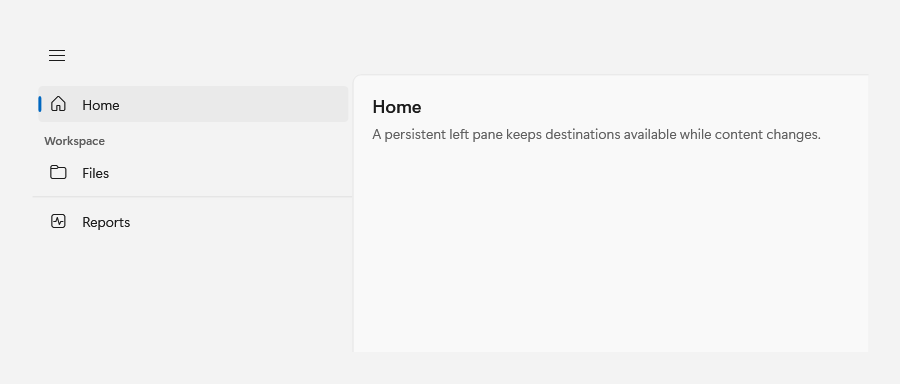 Home
Workspace
Files
Reports
Home
A persistent left pane keeps destinations available while content changes.